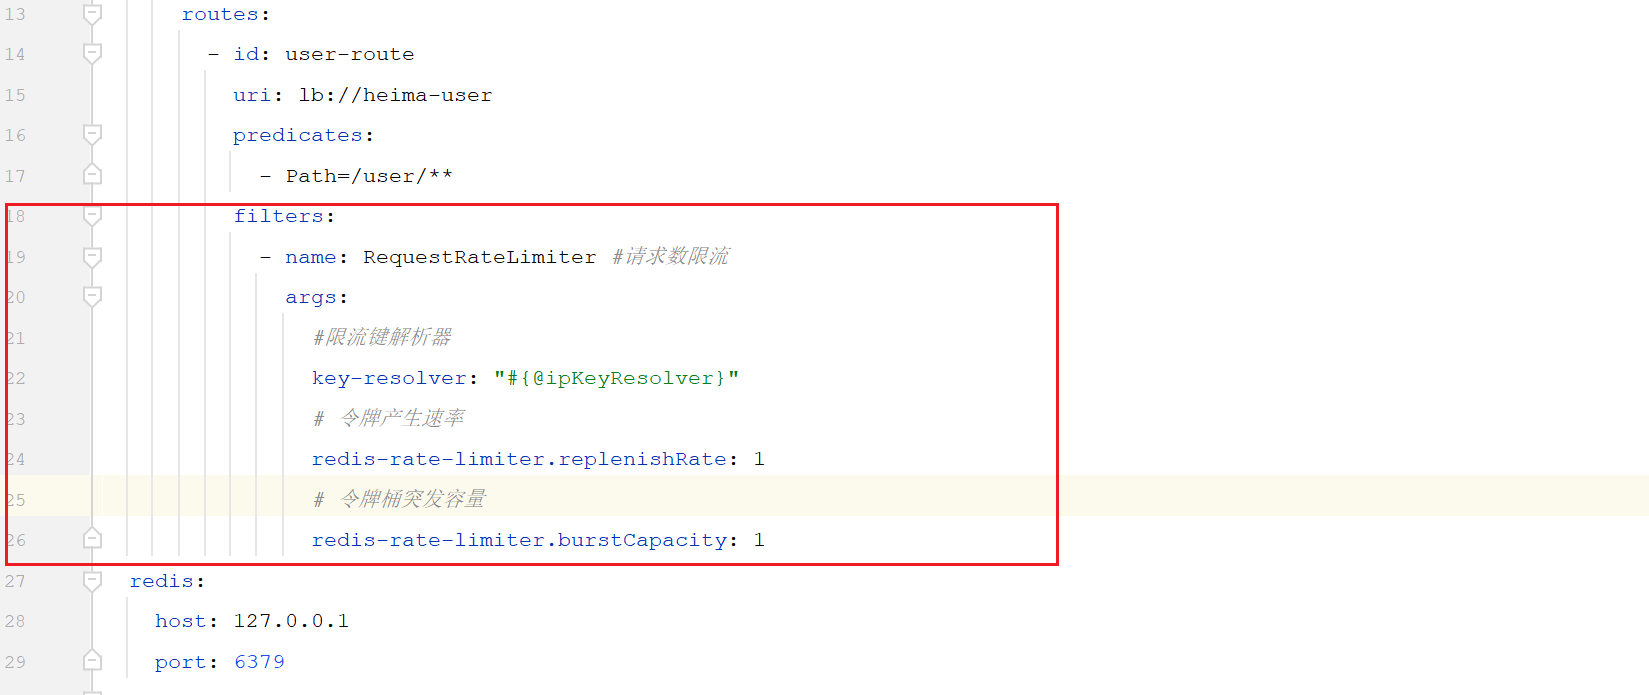 13 routes:
14 - id: user-route
15 uri: lb://heima-user
16 predicates:
17 - Path=/user/**
18 filters:
19 - name: RequestRateLimiter #请求数限流
20 args:
21 #限流键解析器
22 key-resolver: "#{@ipKeyResolver}"
23 # 令牌产生速率
24 redis-rate-limiter.replenishRate: 1
25 # 令牌桶突发容量
26 redis-rate-limiter.burstCapacity: 1
27 redis:
28 host: 127.0.0.1
29 port: 6379